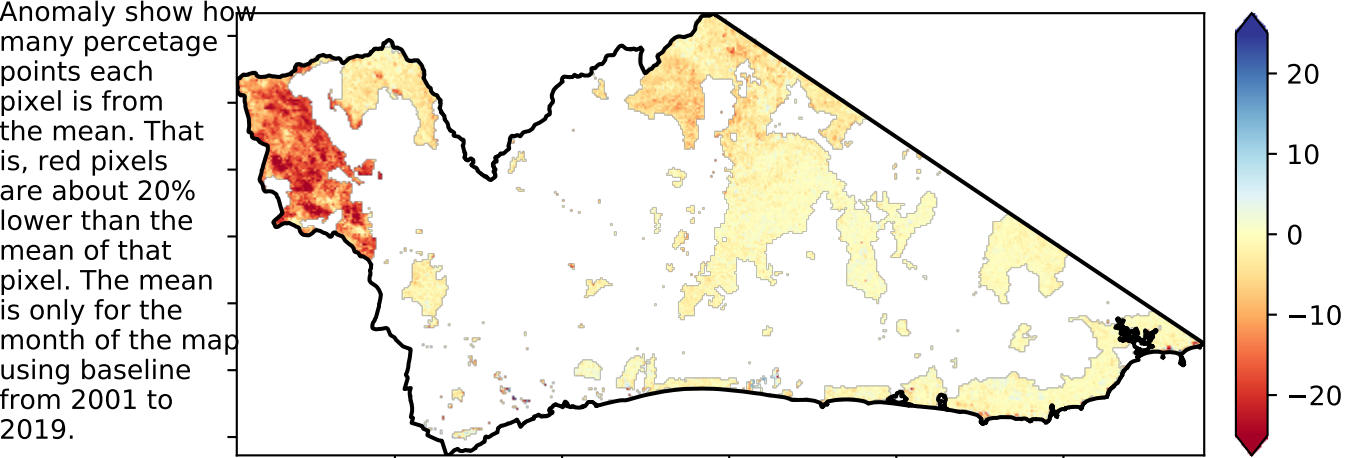 Anomaly show how
many percetage
points each
pixel is from
the mean. That
is, red pixels
are about 20%
lower than the
mean of that
pixel. The mean
is only for the
month of the map
using baseline
from 2001 to
2019.
20
10
0
−10
−20